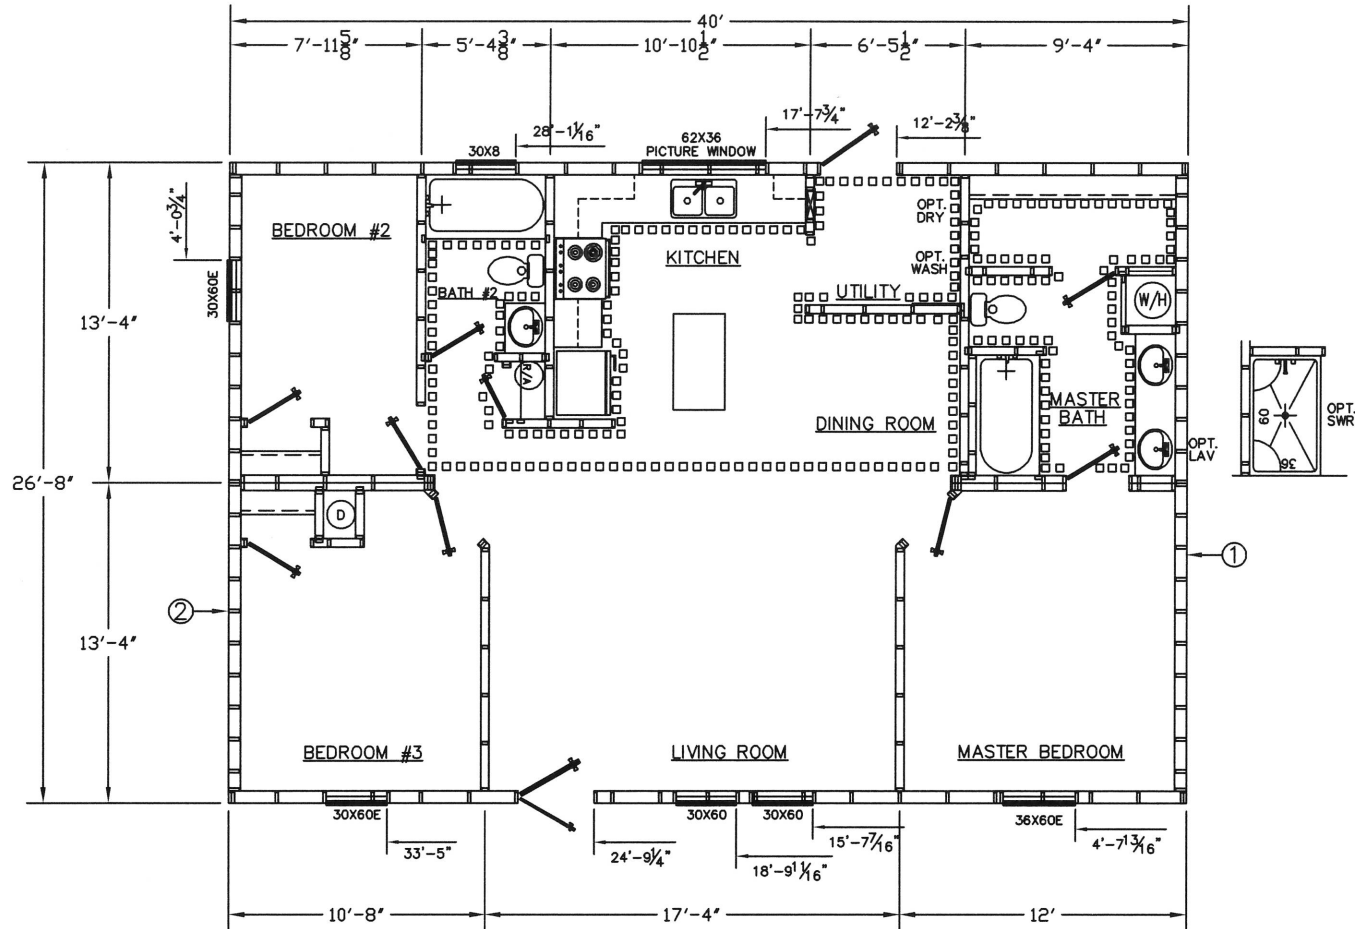 40'
7'-11 5/8" 5'-4 3/8" 10'-10 1/2" 6'-5 1/2" 9'-4"
28'-1 1/16" 17'-7 3/4" 12'-2 3/8"
30X8
62X36
PICTURE WINDOW
4'-0 3/4"
30X60E
BEDROOM #2
OPT.
DRY
KITCHEN
OPT.
WASH
BATH #2
UTILITY
W/H
13'-4"
R/A
MASTER
BATH
DINING ROOM
OPT.
LAV
60
36
OPT.
SWR
26'-8"
D
1
2
13'-4"
BEDROOM #3 LIVING ROOM MASTER BEDROOM
30X60E 30X60 30X60 36X60E
33'-5" 24'-9 1/4" 18'-9 11/16" 15'-7 7/16" 4'-7 13/16"
10'-8" 17'-4" 12'